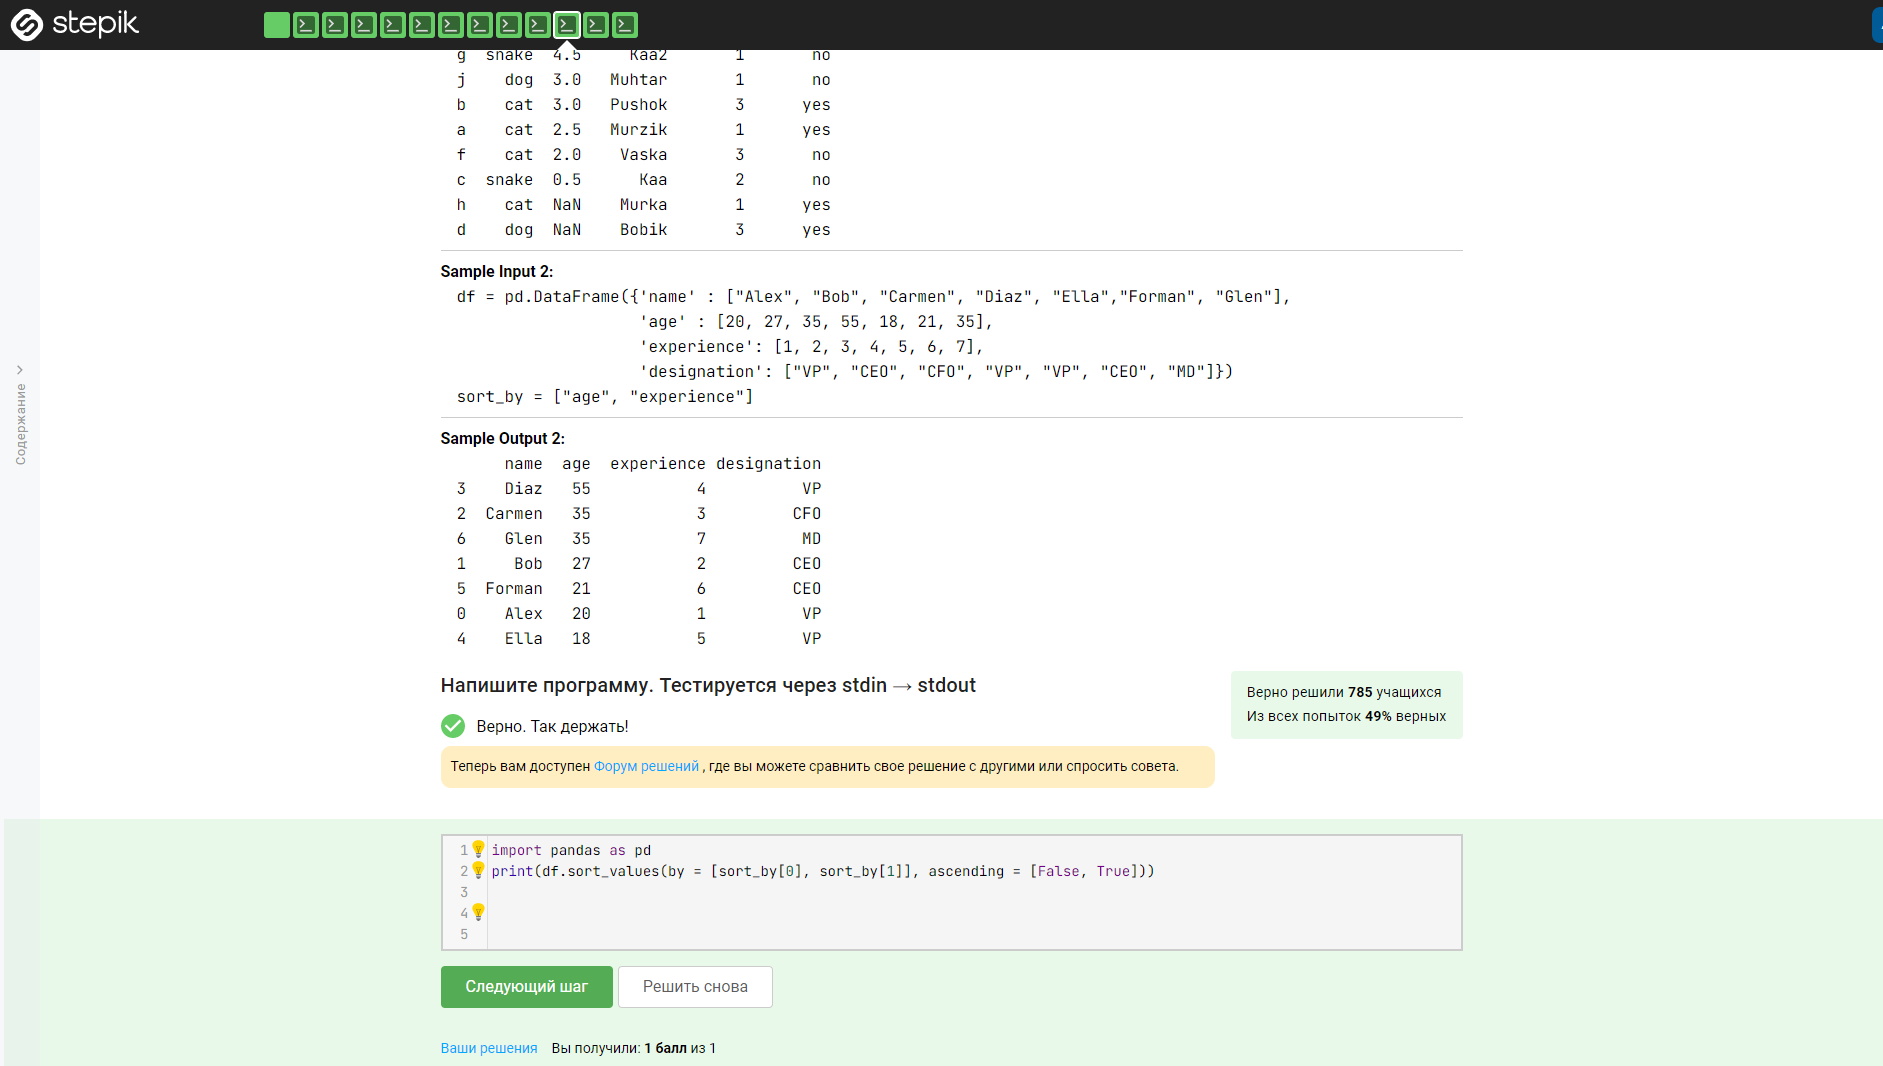 stepik
g  snake  4.5     Kaa2       1       no
j    dog  3.0   Muhtar       1       no
b    cat  3.0   Pushok       3      yes
a    cat  2.5   Murzik       1      yes
f    cat  2.0    Vaska       3       no
c  snake  0.5      Kaa       2       no
h    cat  NaN    Murka       1      yes
d    dog  NaN    Bobik       3      yes
Sample Input 2:
df = pd.DataFrame({'name' : ["Alex", "Bob", "Carmen", "Diaz", "Ella","Forman", "Glen"],
                   'age' : [20, 27, 35, 55, 18, 21, 35],
                   'experience': [1, 2, 3, 4, 5, 6, 7],
                   'designation': ["VP", "CEO", "CFO", "VP", "VP", "CEO", "MD"]})
sort_by = ["age", "experience"]
Sample Output 2:
     name  age  experience designation
3    Diaz   55           4          VP
2  Carmen   35           3         CFO
6    Glen   35           7          MD
1     Bob   27           2         CEO
5  Forman   21           6         CEO
0    Alex   20           1          VP
4    Ella   18           5          VP
Содержание
Напишите программу. Тестируется через stdin → stdout
Верно решили 785 учащихся
Из всех попыток 49% верных
Верно. Так держать!
Теперь вам доступен Форум решений , где вы можете сравнить свое решение с другими или спросить совета.
1 import pandas as pd
2 print(df.sort_values(by = [sort_by[0], sort_by[1]], ascending = [False, True]))
3
4
5
Следующий шаг
Решить снова
Ваши решения Вы получили: 1 балл из 1